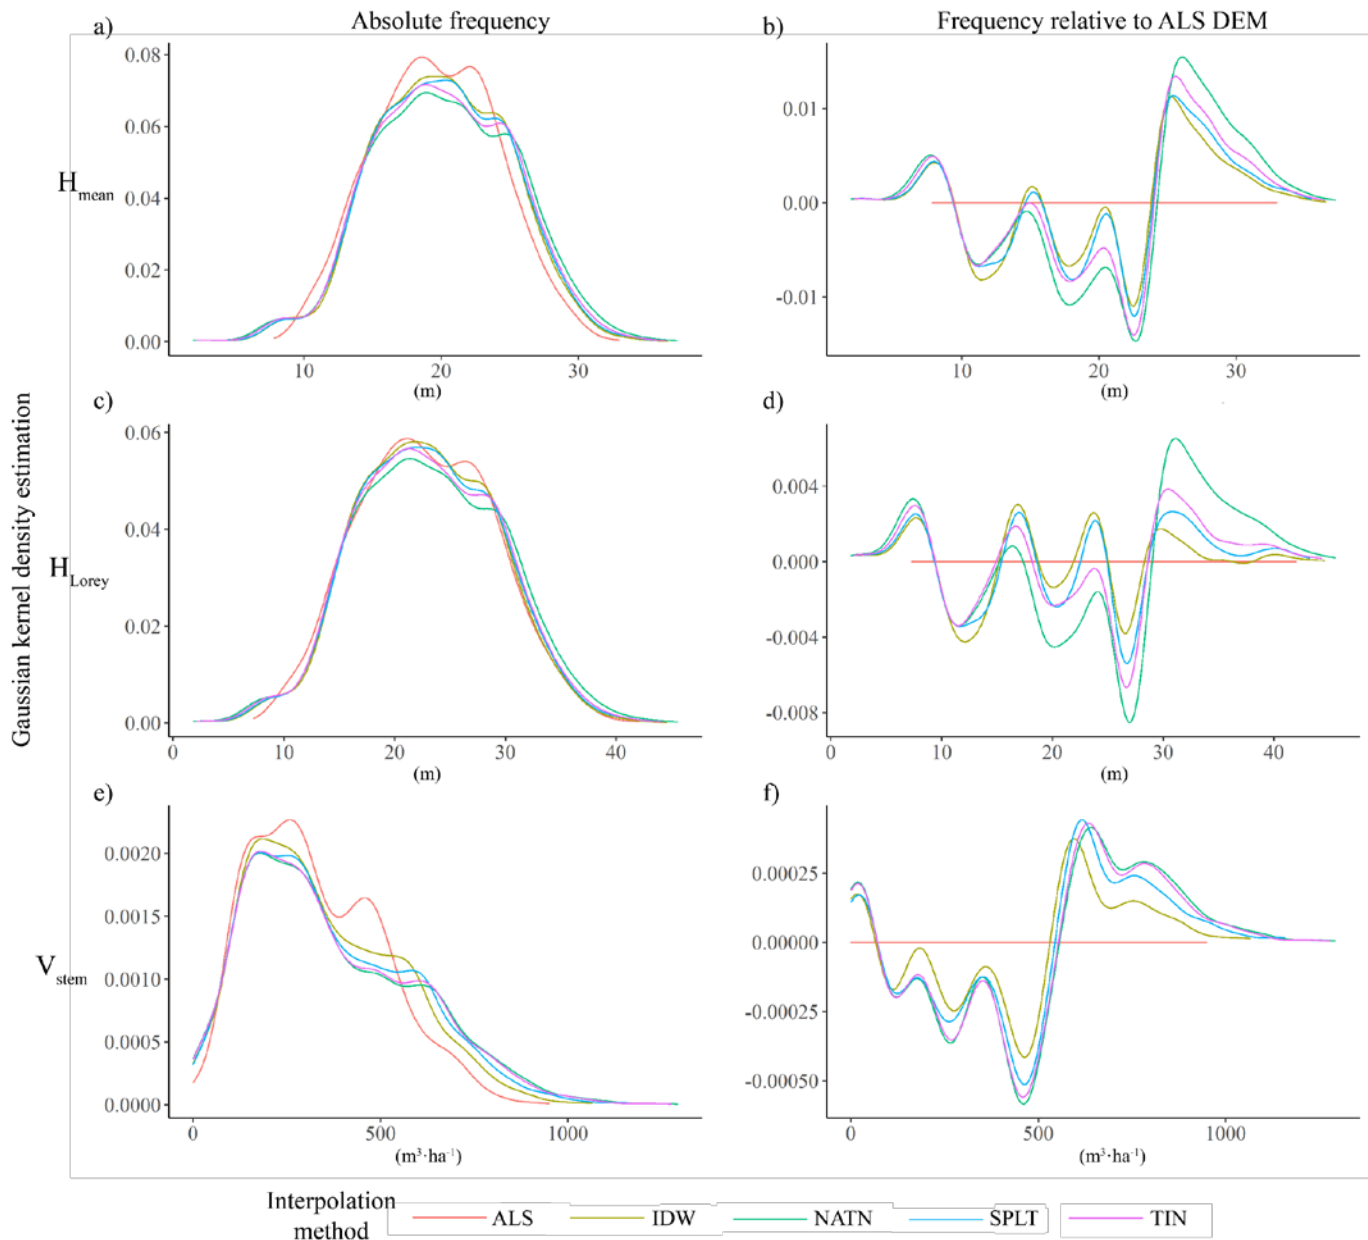 a) Absolute frequency
b) Frequency relative to ALS DEM
Gaussian kernel density estimation
H_mean
0.08
0.06
0.04
0.02
0.00
10 20 30
(m)
0.01
0.00
-0.01
10 20 30
(m)
c)
d)
H_Lorey
0.06
0.04
0.02
0.00
0 10 20 30 40
(m)
0.004
0.000
-0.004
-0.008
0 10 20 30 40
(m)
e)
f)
V_stem
0.0020
0.0015
0.0010
0.0005
0.0000
0 500 1000
(m³·ha⁻¹)
0.00025
0.00000
-0.00025
-0.00050
0 500 1000
(m³·ha⁻¹)
Interpolation
method
ALS IDW NATN SPLT TIN